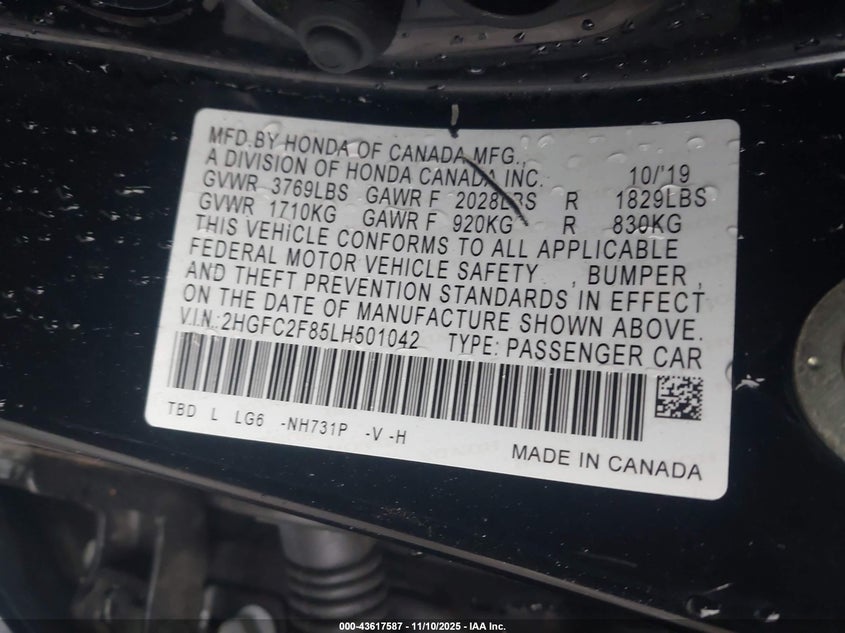 MFD.BY HONDA OF CANADA MFG.,
A DIVISION OF HONDA CANADA INC. 10/'19
GVWR 3769LBS GAWR F 2028LBS R 1829LBS
GVWR 1710KG GAWR F 920KG R 830KG
THIS VEHICLE CONFORMS TO ALL APPLICABLE
FEDERAL MOTOR VEHICLE SAFETY , BUMPER ,
AND THEFT PREVENTION STANDARDS IN EFFECT
ON THE DATE OF MANUFACTURE SHOWN ABOVE.
V.I.N.:2HGFC2F85LH501042 TYPE: PASSENGER CAR
TBD L LG6 -NH731P -V -H
MADE IN CANADA
000-43617587 - 11/10/2025 - IAA Inc.